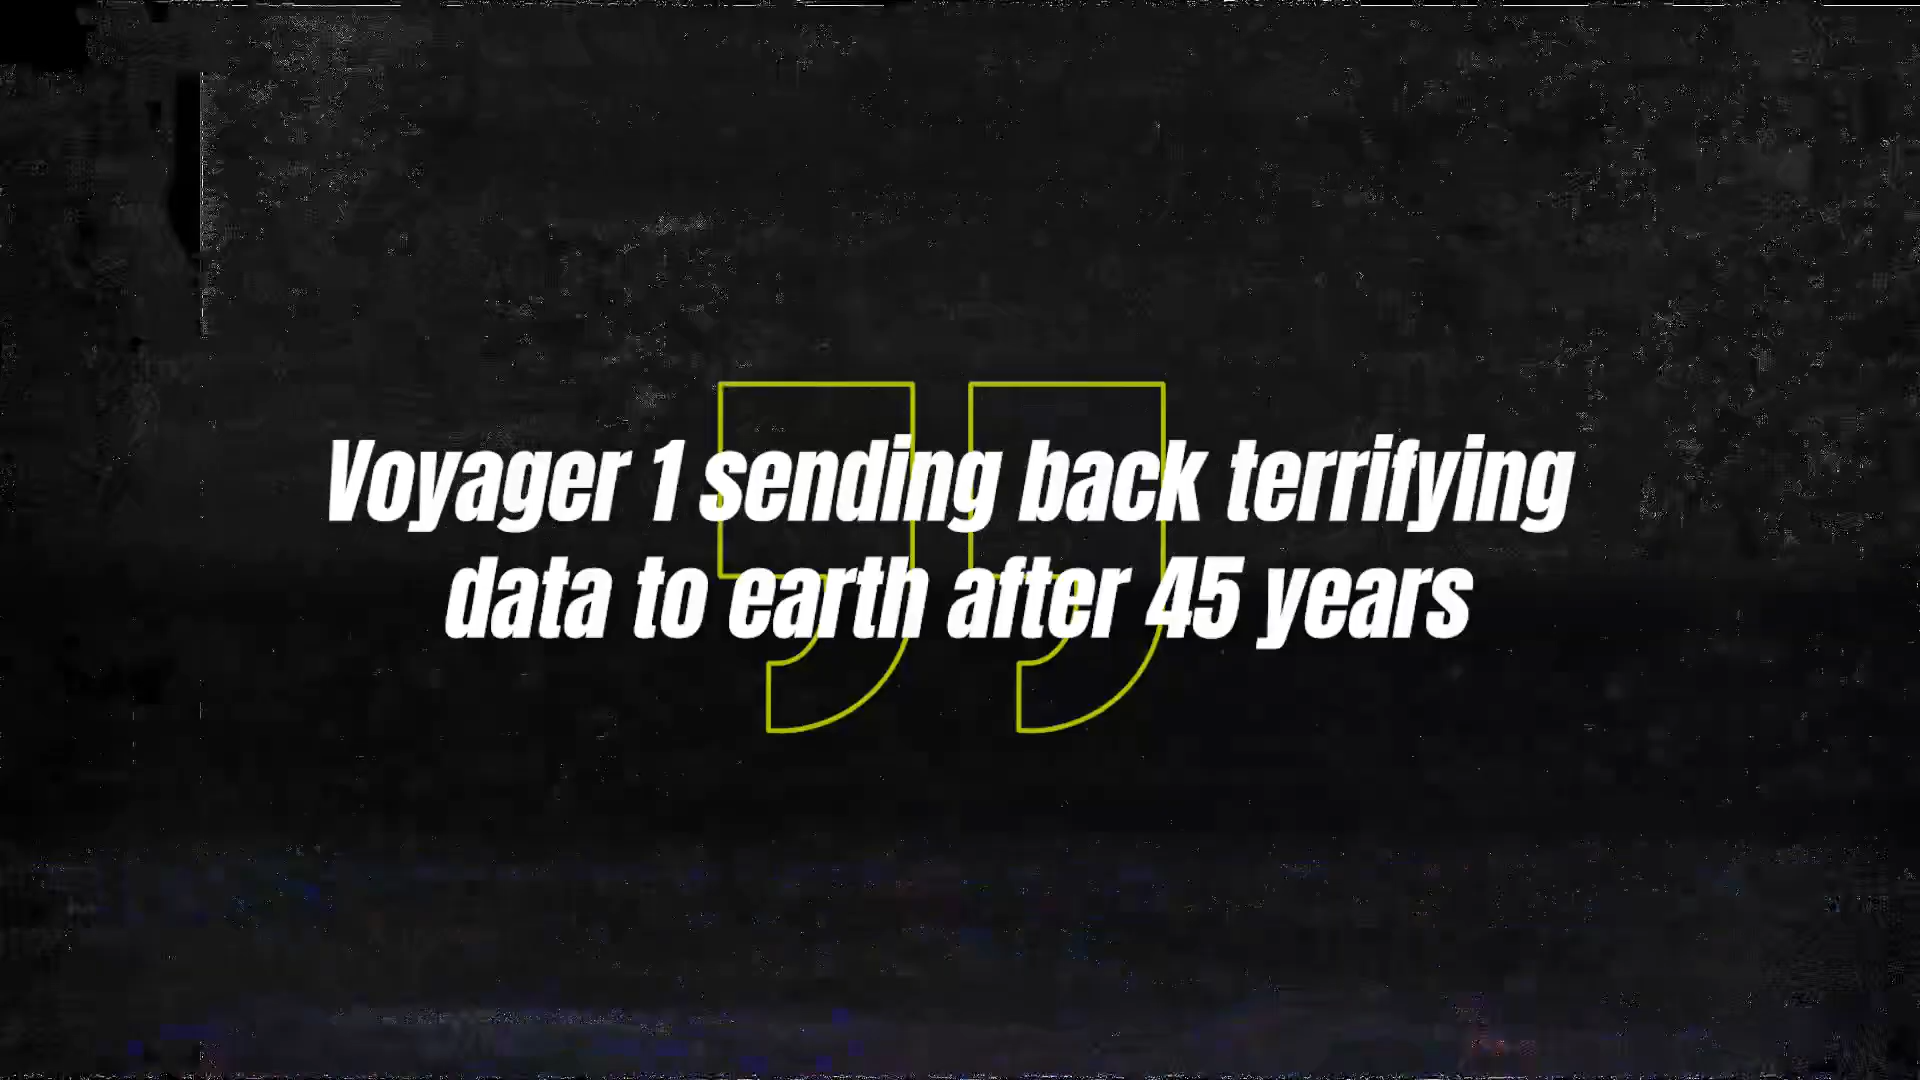 Voyager 1 sending back terrifying
data to earth after 45 years